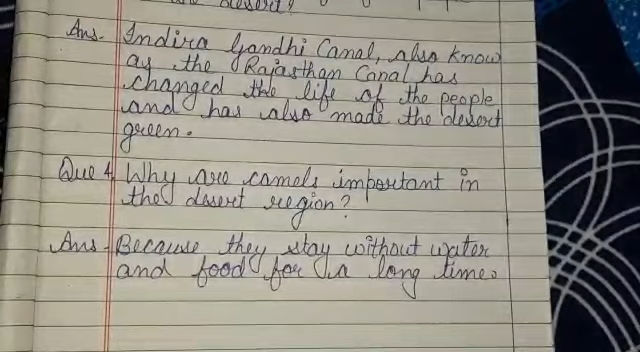 desert?
Ans. Indira Gandhi Canal, also know
as the Rajasthan Canal has
changed the life of the people
and has also made the desert
green.
Que 4 Why are camels important in
the desert region?
Ans - Because they stay without water
and food for a long time.